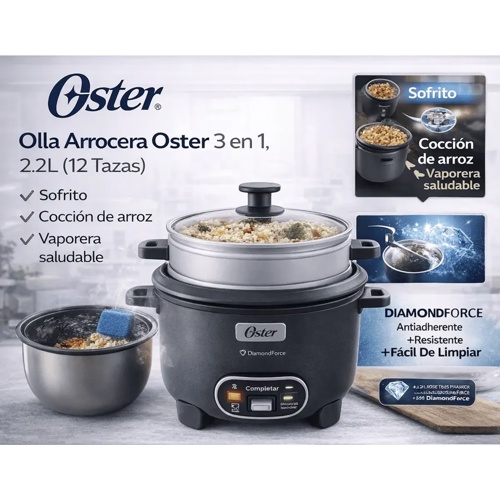 Oster®
Olla Arrocera Oster 3 en 1,
2.2L (12 Tazas)
Sofrito
Cocción de arroz
Vaporera
saludable
Sofrito
Cocción
de arroz
Vaporera
saludable
DIAMONDFORCE
Antiadherente
+Resistente
+Fácil De Limpiar
DiamondForce
Oster
DiamondForce
Completar